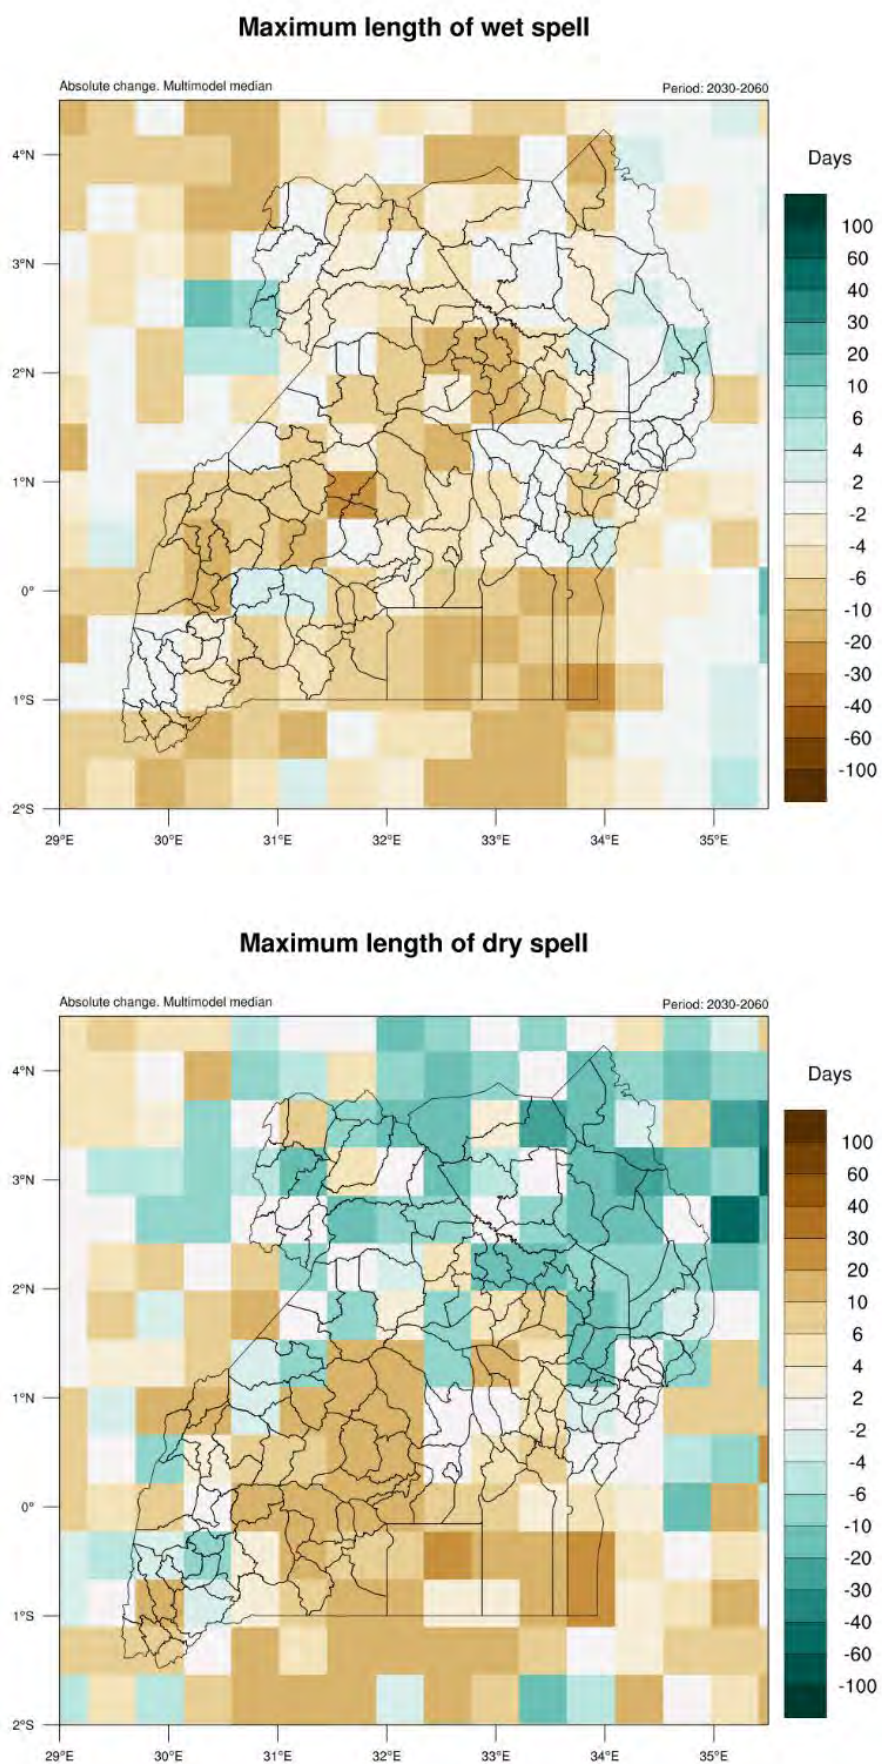 Maximum length of wet spell
Absolute change. Multimodel median Period: 2030-2060
Days
4°N
3°N
2°N
1°N
0°
1°S
2°S
29°E 30°E 31°E 32°E 33°E 34°E 35°E
100
60
40
30
20
10
6
4
2
-2
-4
-6
-10
-20
-30
-40
-60
-100
Maximum length of dry spell
Absolute change. Multimodel median Period: 2030-2060
Days
4°N
3°N
2°N
1°N
0°
1°S
2°S
29°E 30°E 31°E 32°E 33°E 34°E 35°E
100
60
40
30
20
10
6
4
2
-2
-4
-6
-10
-20
-30
-40
-60
-100